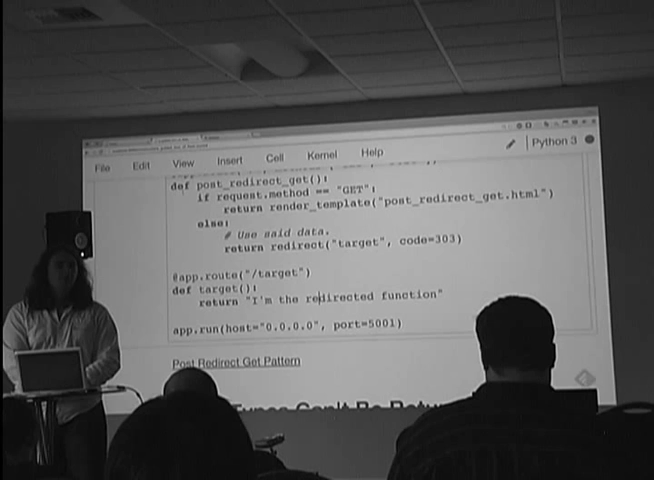 File Edit View Insert Cell Kernel Help Python 3
def post_redirect_get():
if request.method == "GET":
return render_template("post_redirect_get.html")
else:
# Use said data.
return redirect("target", code=303)
@app.route("/target")
def target():
return "I'm the redirected function"
app.run(host="0.0.0.0", port=5001)
Post Redirect Get Pattern
Can't Be